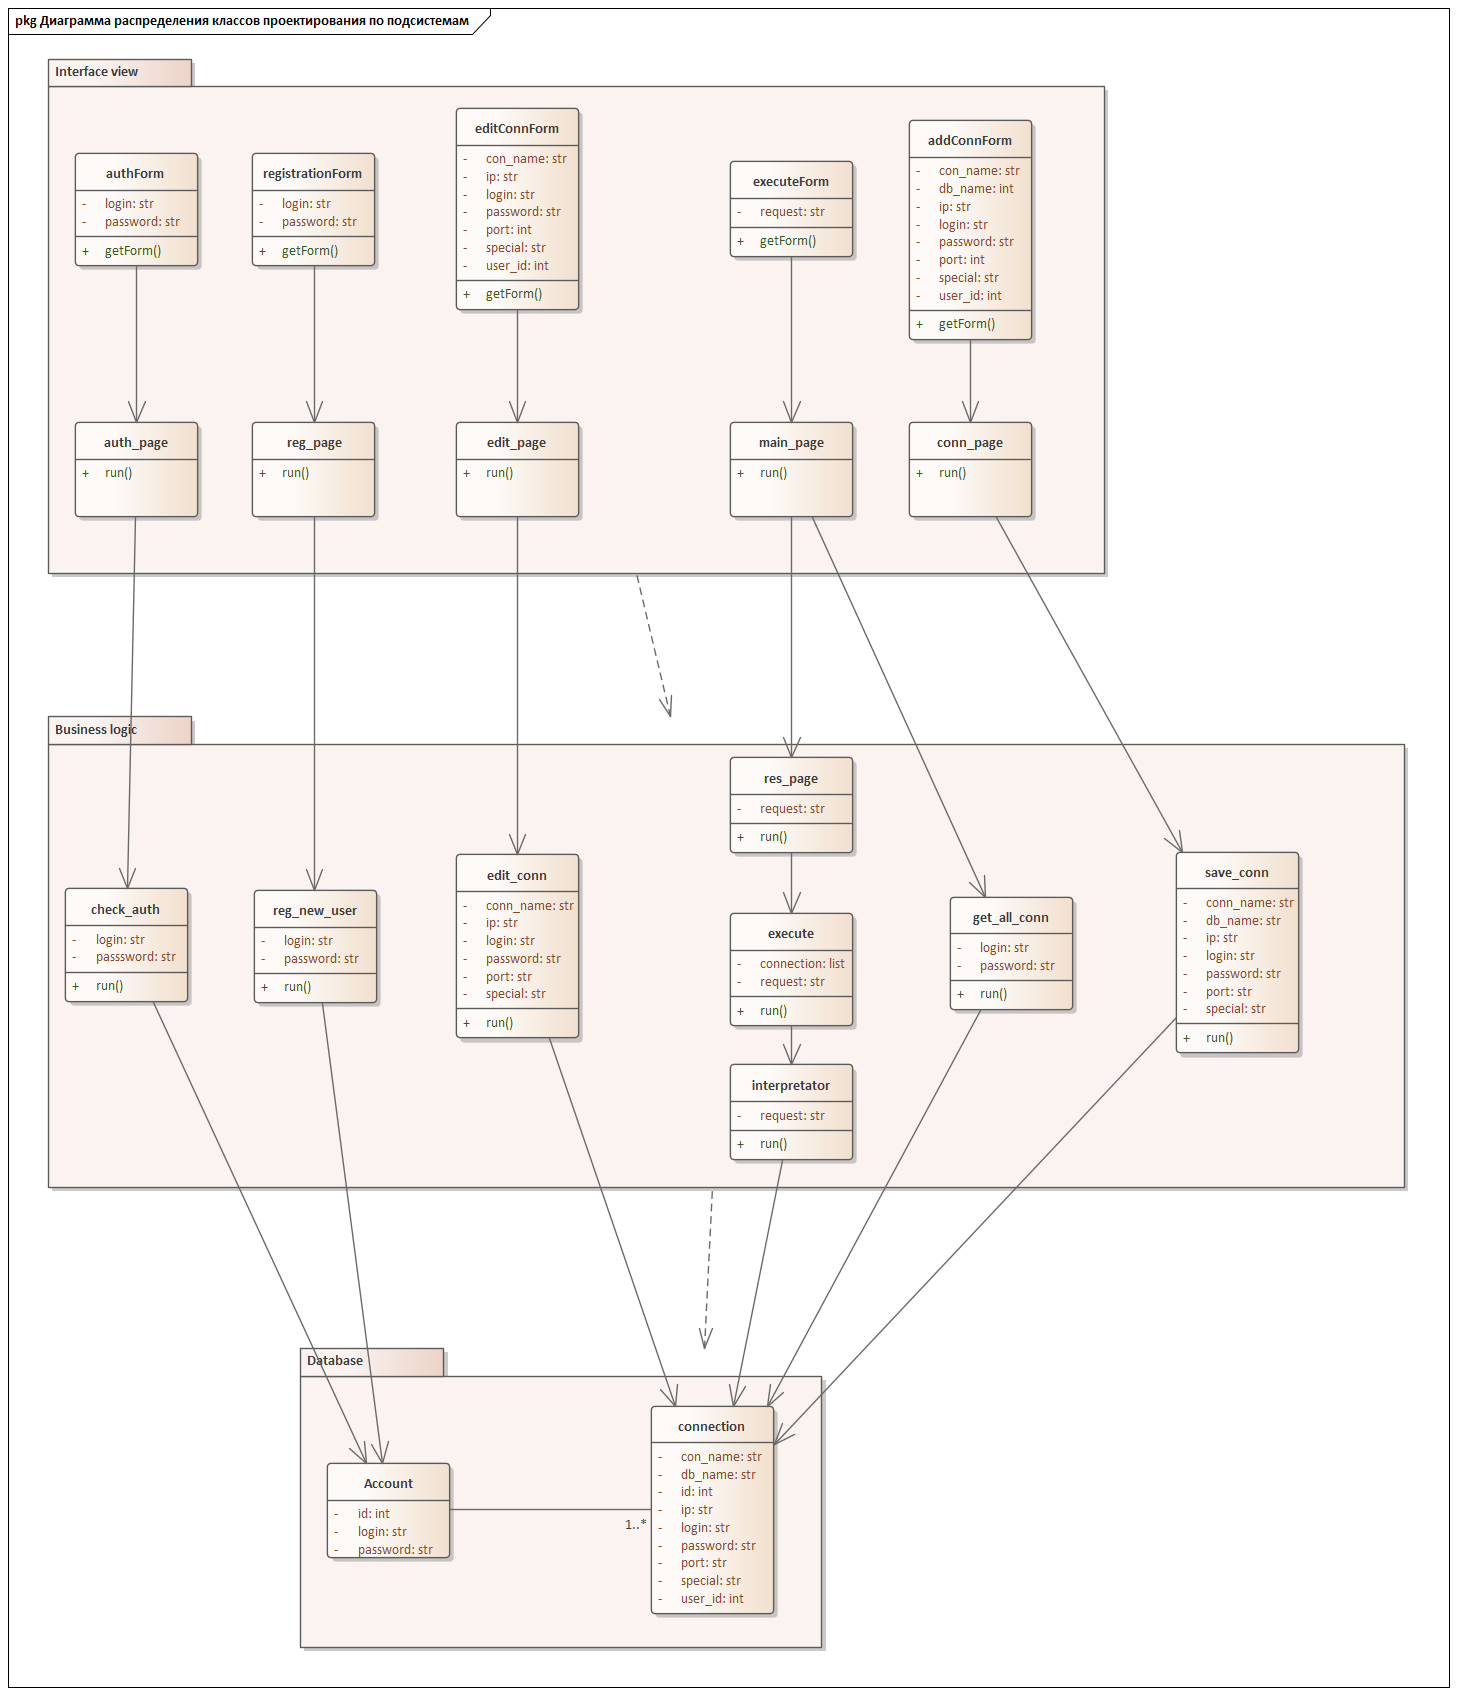 pkg Диаграмма распределения классов проектирования по подсистемам
Interface view
authForm
- login: str
- password: str
+ getForm()
registrationForm
- login: str
- password: str
+ getForm()
editConnForm
- con_name: str
- ip: str
- login: str
- password: str
- port: int
- special: str
- user_id: int
+ getForm()
executeForm
- request: str
+ getForm()
addConnForm
- con_name: str
- db_name: int
- ip: str
- login: str
- password: str
- port: int
- special: str
- user_id: int
+ getForm()
auth_page
+ run()
reg_page
+ run()
edit_page
+ run()
main_page
+ run()
conn_page
+ run()
Business logic
check_auth
- login: str
- passsword: str
+ run()
reg_new_user
- login: str
- password: str
+ run()
edit_conn
- conn_name: str
- ip: str
- login: str
- password: str
- port: str
- special: str
+ run()
res_page
- request: str
+ run()
execute
- connection: list
- request: str
+ run()
interpretator
- request: str
+ run()
get_all_conn
- login: str
- password: str
+ run()
save_conn
- conn_name: str
- db_name: str
- ip: str
- login: str
- password: str
- port: str
- special: str
+ run()
Database
Account
- id: int
- login: str
- password: str
1..*
connection
- con_name: str
- db_name: str
- id: int
- ip: str
- login: str
- password: str
- port: str
- special: str
- user_id: int